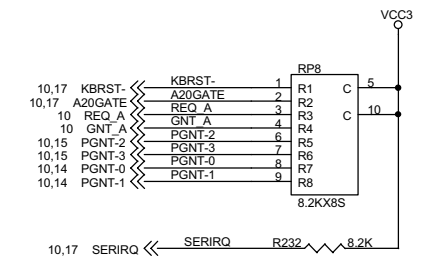 VCC3
RP8
10,17 KBRST- KBRST- 1 R1 C 5
10,17 A20GATE A20GATE 2 R2
10 REQ_A REQ_A 3 R3 C 10
10 GNT_A GNT_A 4 R4
10,15 PGNT-2 PGNT-2 6 R5
10,15 PGNT-3 PGNT-3 7 R6
10,14 PGNT-0 PGNT-0 8 R7
10,14 PGNT-1 PGNT-1 9 R8
8.2KX8S
10,17 SERIRQ SERIRQ R232 8.2K